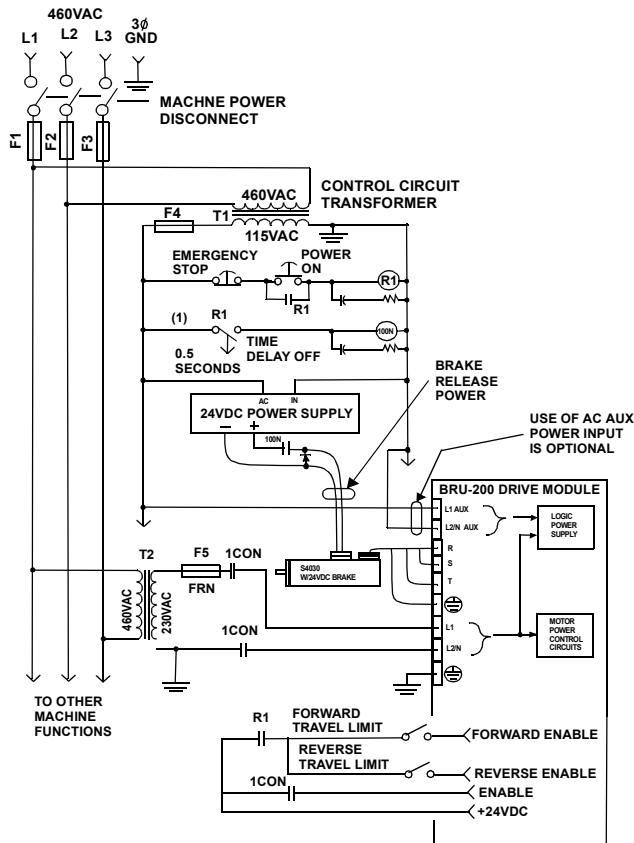 460VAC
L1 L2 L3 3Ø
GND
MACHNE POWER
DISCONNECT
F1 F2 F3
460VAC
CONTROL CIRCUIT
TRANSFORMER
F4 T1
115VAC
EMERGENCY
STOP
POWER
ON
R1
R1
(1) R1 TIME
DELAY OFF
100N
0.5
SECONDS
AC IN
24VDC POWER SUPPLY
– +
100N
BRAKE
RELEASE
POWER
USE OF AC AUX
POWER INPUT
IS OPTIONAL
BRU-200 DRIVE MODULE
L1 AUX
L2/N AUX
LOGIC
POWER
SUPPLY
R
S
T
T2 F5 1CON
FRN
460VAC
230VAC
S4030
W/24VDC BRAKE
1CON
L1
L2/N
MOTOR
POWER
CONTROL
CIRCUITS
TO OTHER
MACHINE
FUNCTIONS
R1 FORWARD
TRAVEL LIMIT
FORWARD ENABLE
REVERSE
TRAVEL LIMIT
REVERSE ENABLE
1CON
ENABLE
+24VDC